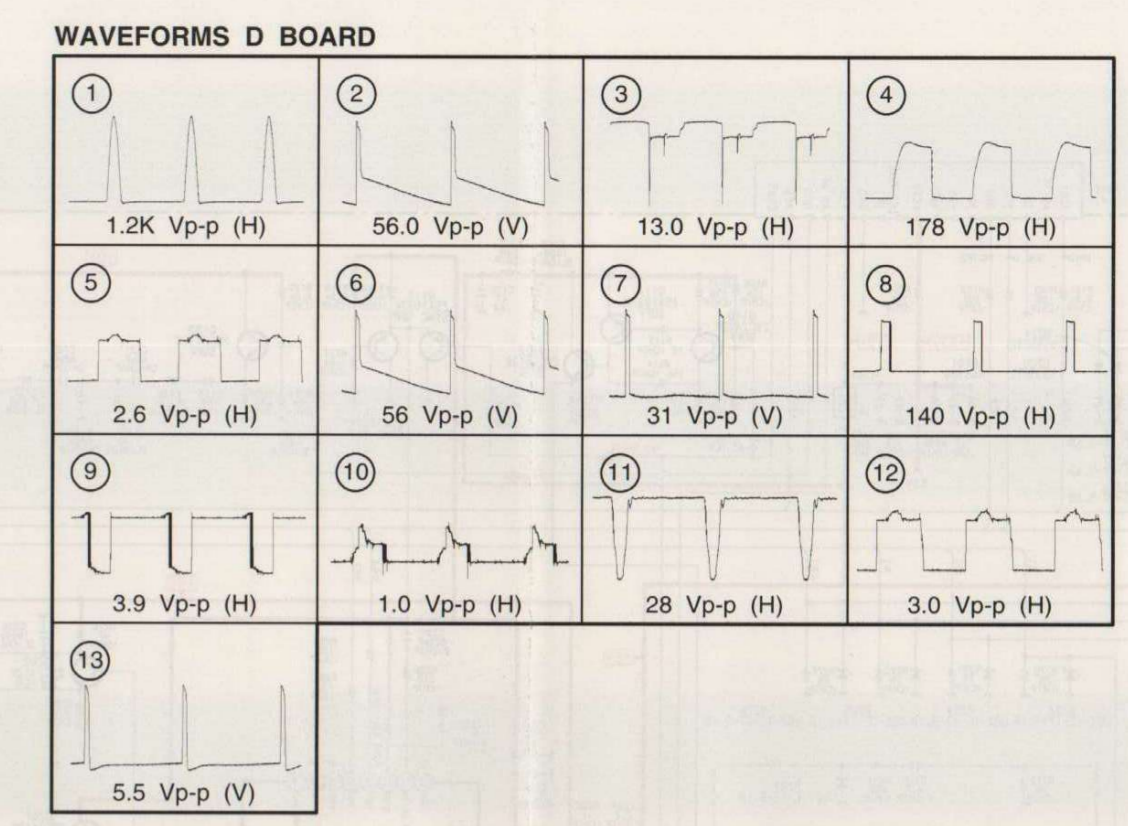 WAVEFORMS D BOARD
1 2 3 4
1.2K Vp-p (H) 56.0 Vp-p (V) 13.0 Vp-p (H) 178 Vp-p (H)
5 6 7 8
2.6 Vp-p (H) 56 Vp-p (V) 31 Vp-p (V) 140 Vp-p (H)
9 10 11 12
3.9 Vp-p (H) 1.0 Vp-p (H) 28 Vp-p (H) 3.0 Vp-p (H)
13
5.5 Vp-p (V)